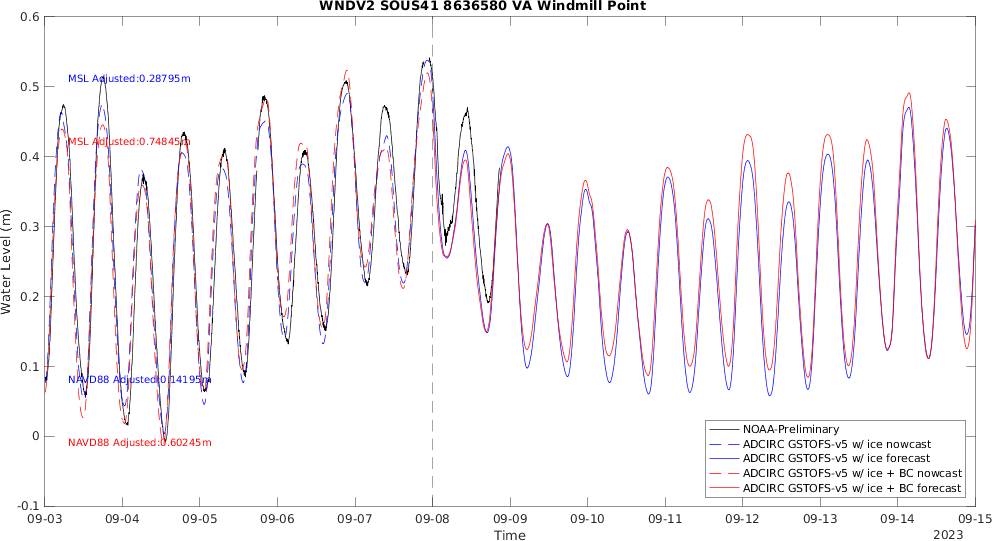 WNDV2 SOUS41 8636580 VA Windmill Point
0.6
0.5
0.4
0.3
0.2
0.1
0
-0.1
Water Level (m)
MSL Adjusted:0.28795m
MSL Adjusted:0.74845m
NAVD88 Adjusted:0.14195m
NAVD88 Adjusted:0.60245m
NOAA-Preliminary
ADCIRC GSTOFS-v5 w/ ice nowcast
ADCIRC GSTOFS-v5 w/ ice forecast
ADCIRC GSTOFS-v5 w/ ice + BC nowcast
ADCIRC GSTOFS-v5 w/ ice + BC forecast
09-03 09-04 09-05 09-06 09-07 09-08 09-09 09-10 09-11 09-12 09-13 09-14 09-15
Time
2023